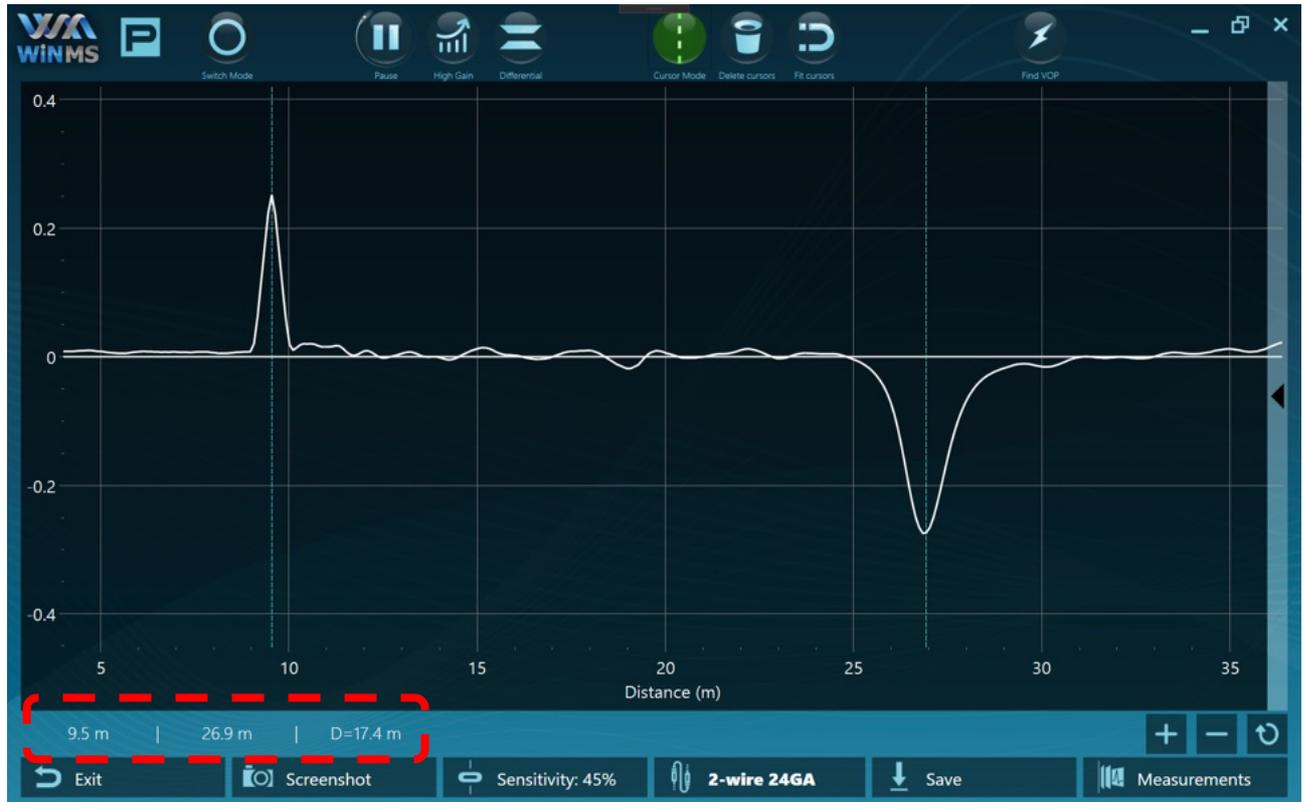 WiNMS P
Switch Mode Pause High Gain Differential Cursor Mode Delete cursors Fit cursors Find VOP
0.4
0.2
0
-0.2
-0.4
5 10 15 20 25 30 35
Distance (m)
9.5 m | 26.9 m | D=17.4 m
Exit Screenshot Sensitivity: 45% 2-wire 24GA Save Measurements